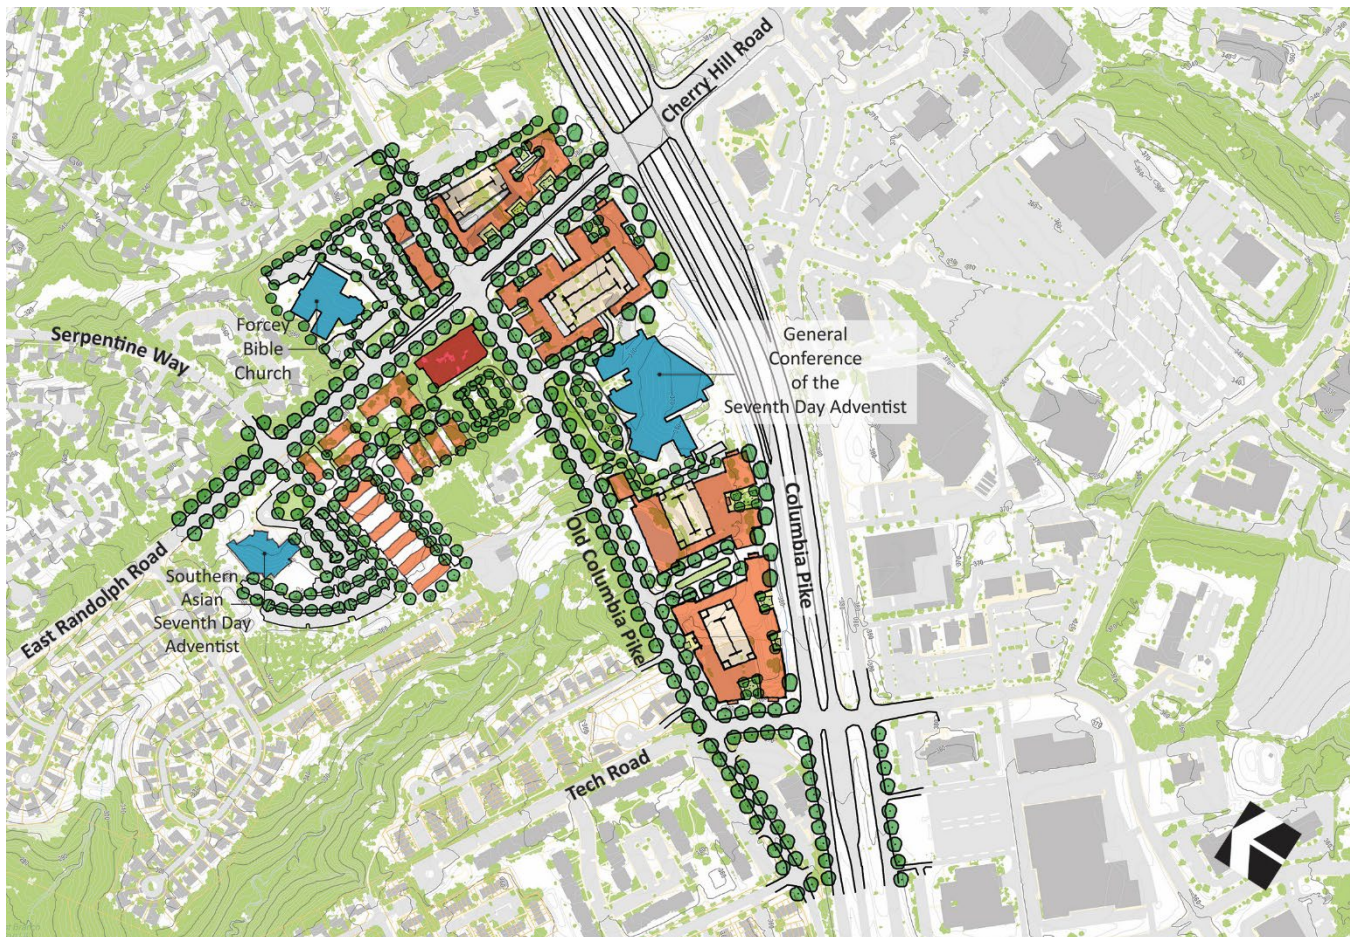 Cherry Hill Road
Forcey
Bible
Church
Serpentine Way
General
Conference
of the
Seventh Day Adventist
Columbia Pike
Old Columbia Pike
East Randolph Road
Southern
Asian
Seventh Day
Adventist
Tech Road